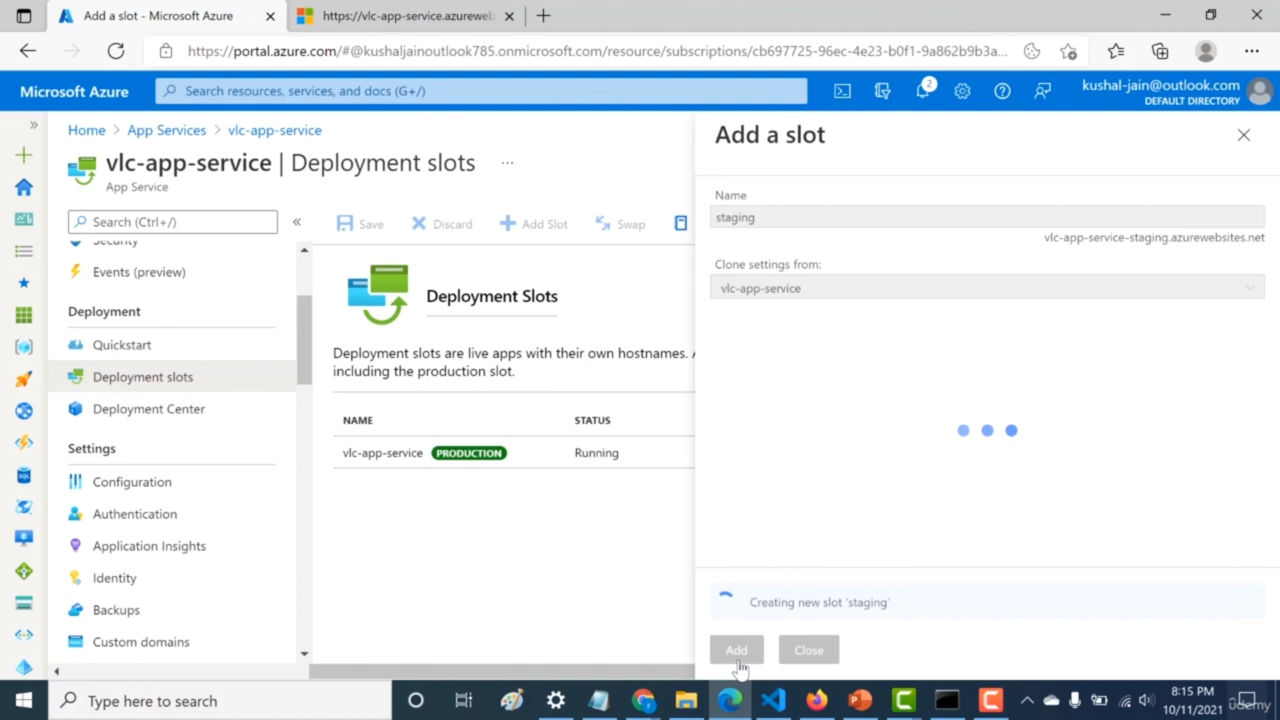 Add a slot - Microsoft Azure
https://vlc-app-service.azureweb
https://portal.azure.com/#@kushaljainoutlook785.onmicrosoft.com/resource/subscriptions/cb697725-96ec-4e23-b0f1-9a862b9b3a...
Microsoft Azure
Search resources, services, and docs (G+/)
2
kushal-jain@outlook.com
DEFAULT DIRECTORY
Home > App Services > vlc-app-service
vlc-app-service | Deployment slots
App Service
Search (Ctrl+/)
Security
Events (preview)
Deployment
Quickstart
Deployment slots
Deployment Center
Settings
Configuration
Authentication
Application Insights
Identity
Backups
Custom domains
Save
Discard
Add Slot
Swap
Deployment Slots
Deployment slots are live apps with their own hostnames.
including the production slot.
NAME STATUS
vlc-app-service PRODUCTION Running
Add a slot
Name
staging
vlc-app-service-staging.azurewebsites.net
Clone settings from:
vlc-app-service
Creating new slot 'staging'
Add
Close
Type here to search
8:15 PM
10/11/2021
ûdemy